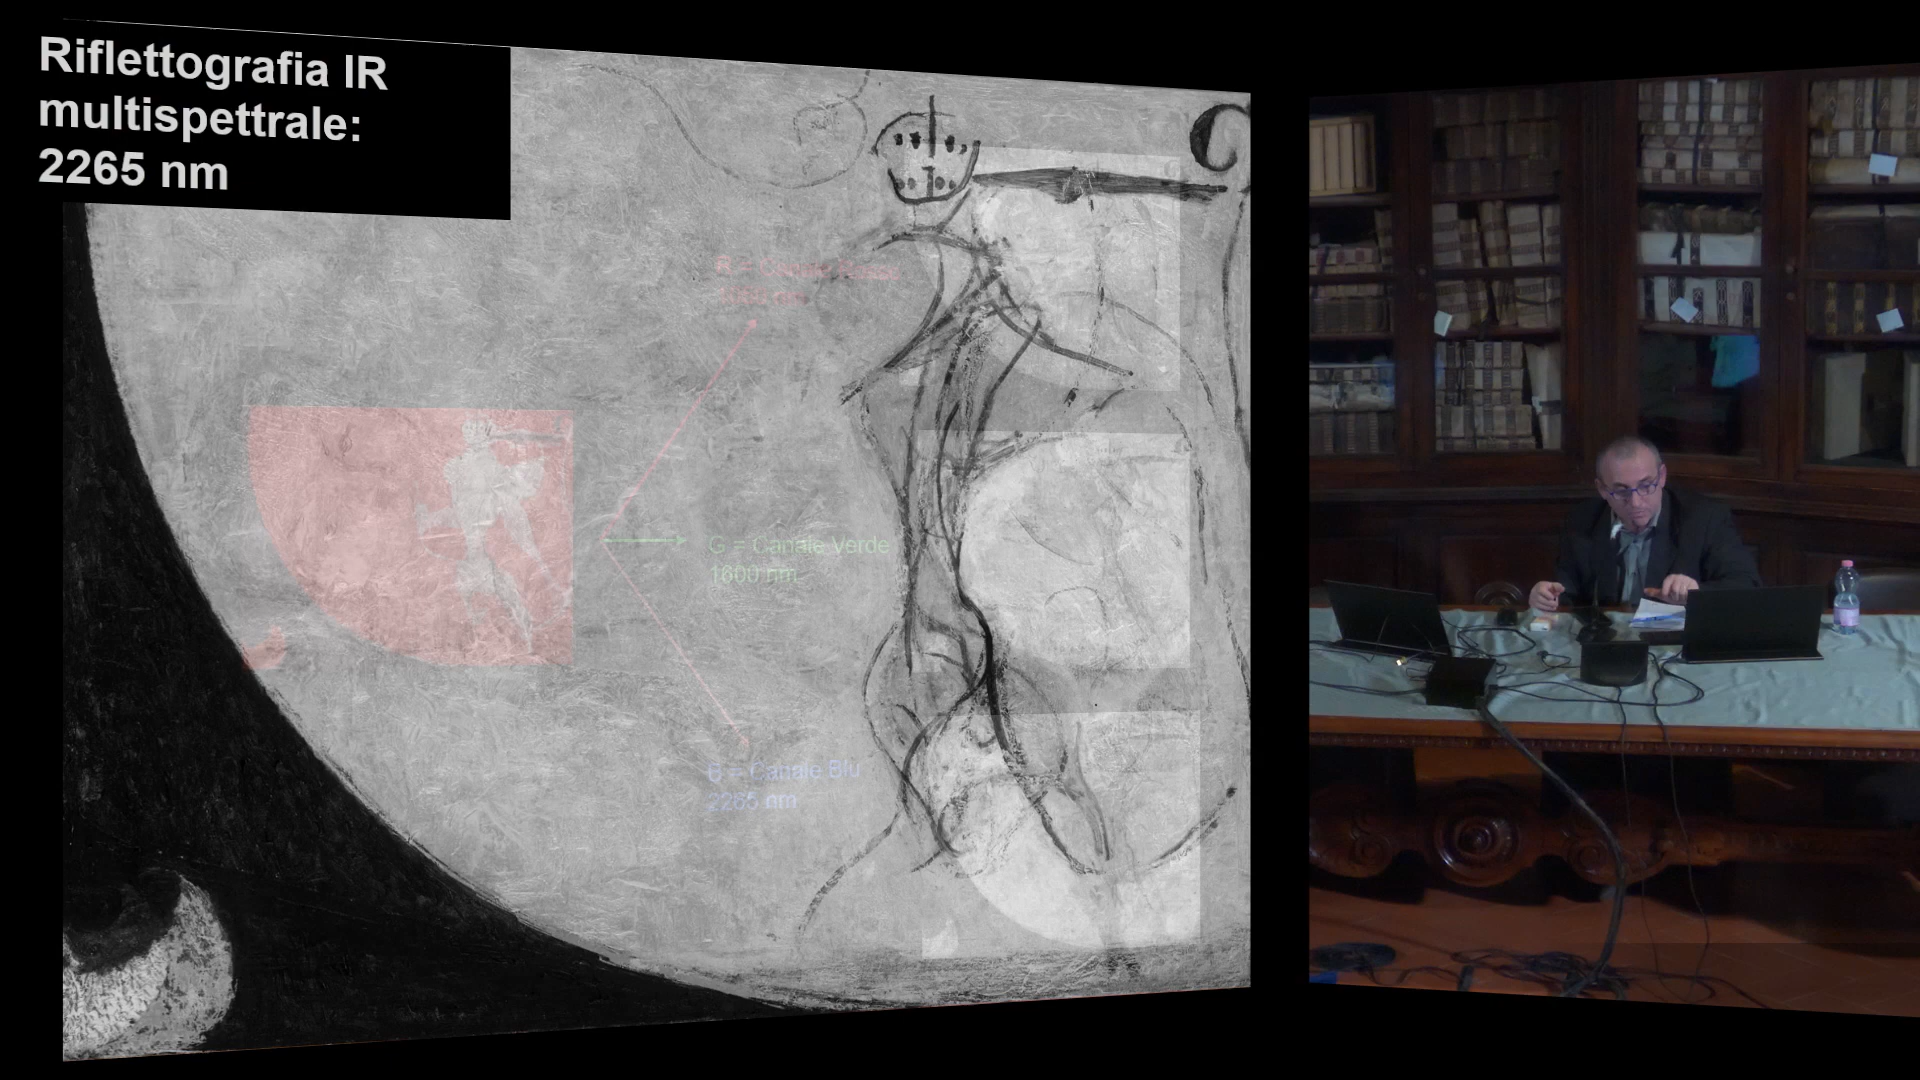 Riflettografia IR
multispettrale:
2265 nm
R = Canale Rosso
G = Canale Verde
1600 nm
B = Canale Blu
2265 nm